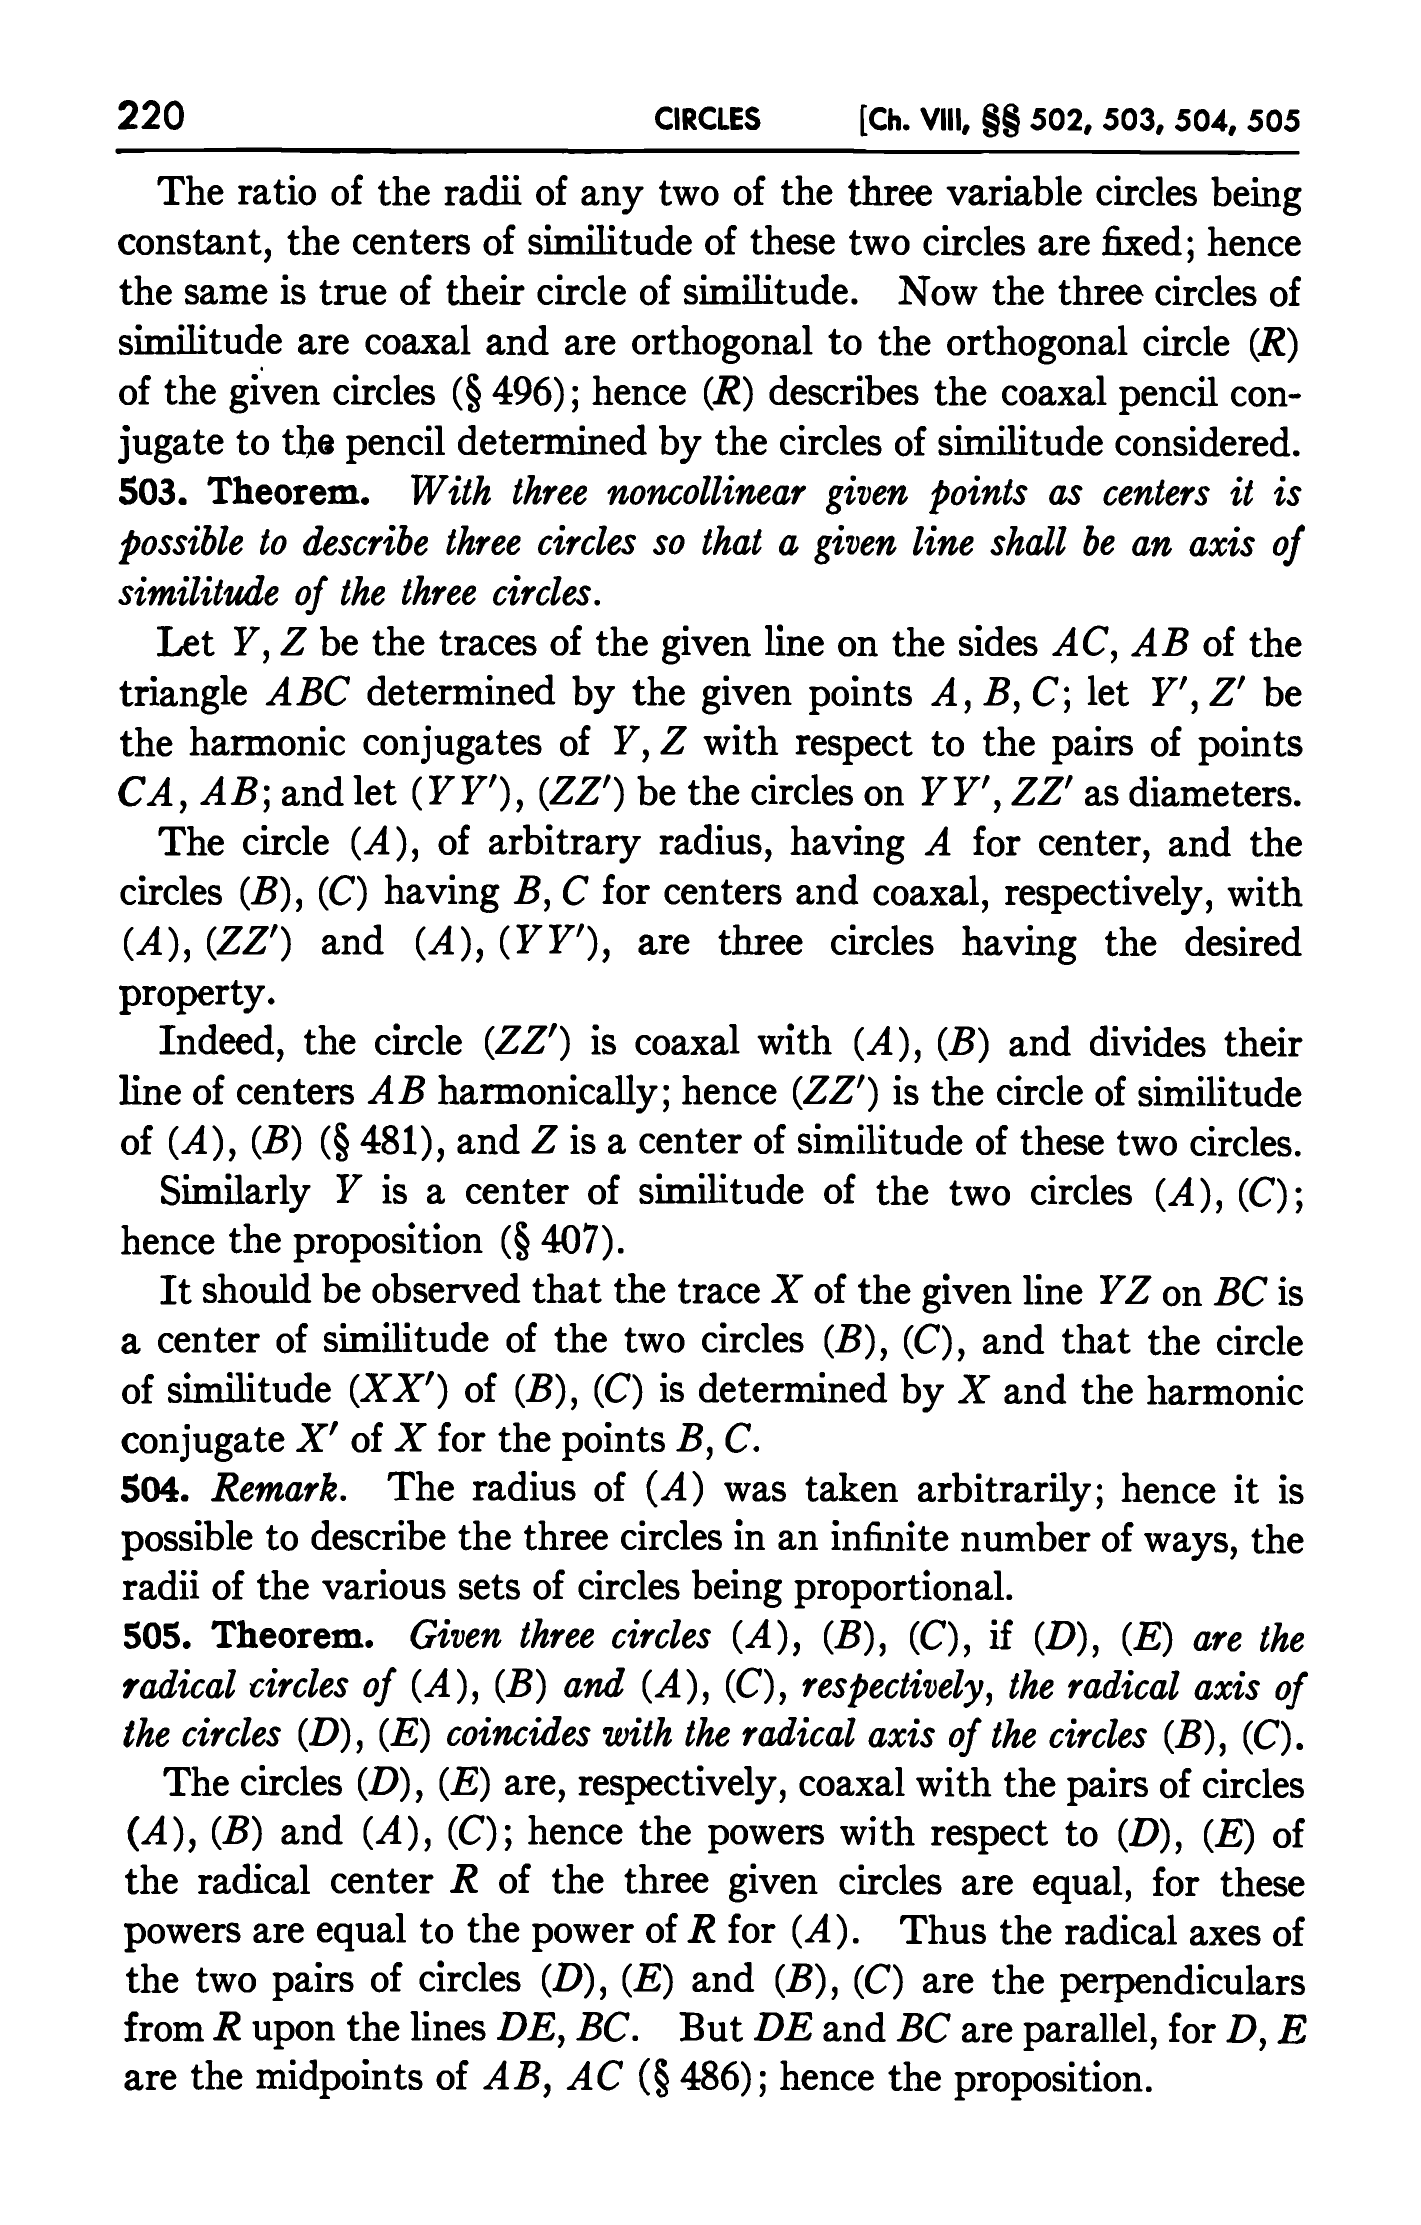 220 CIRCLES [Ch. VIII, §§ 502, 503, 504, 505
The ratio of the radii of any two of the three variable circles being
constant, the centers of similitude of these two circles are fixed; hence
the same is true of their circle of similitude. Now the three circles of
similitude are coaxal and are orthogonal to the orthogonal circle (R)
of the given circles (§ 496); hence (R) describes the coaxal pencil con-
jugate to the pencil determined by the circles of similitude considered.
503. Theorem. With three noncollinear given points as centers it is
possible to describe three circles so that a given line shall be an axis of
similitude of the three circles.
Let Y, Z be the traces of the given line on the sides AC, AB of the
triangle ABC determined by the given points A, B, C; let Y', Z' be
the harmonic conjugates of Y, Z with respect to the pairs of points
CA, AB; and let (YY'), (ZZ') be the circles on YY', ZZ' as diameters.
The circle (A), of arbitrary radius, having A for center, and the
circles (B), (C) having B, C for centers and coaxal, respectively, with
(A), (ZZ') and (A), (YY'), are three circles having the desired
property.
Indeed, the circle (ZZ') is coaxal with (A), (B) and divides their
line of centers AB harmonically; hence (ZZ') is the circle of similitude
of (A), (B) (§ 481), and Z is a center of similitude of these two circles.
Similarly Y is a center of similitude of the two circles (A), (C);
hence the proposition (§ 407).
It should be observed that the trace X of the given line YZ on BC is
a center of similitude of the two circles (B), (C), and that the circle
of similitude (XX') of (B), (C) is determined by X and the harmonic
conjugate X' of X for the points B, C.
504. Remark. The radius of (A) was taken arbitrarily; hence it is
possible to describe the three circles in an infinite number of ways, the
radii of the various sets of circles being proportional.
505. Theorem. Given three circles (A), (B), (C), if (D), (E) are the
radical circles of (A), (B) and (A), (C), respectively, the radical axis of
the circles (D), (E) coincides with the radical axis of the circles (B), (C).
The circles (D), (E) are, respectively, coaxal with the pairs of circles
(A), (B) and (A), (C); hence the powers with respect to (D), (E) of
the radical center R of the three given circles are equal, for these
powers are equal to the power of R for (A). Thus the radical axes of
the two pairs of circles (D), (E) and (B), (C) are the perpendiculars
from R upon the lines DE, BC. But DE and BC are parallel, for D, E
are the midpoints of AB, AC (§ 486); hence the proposition.